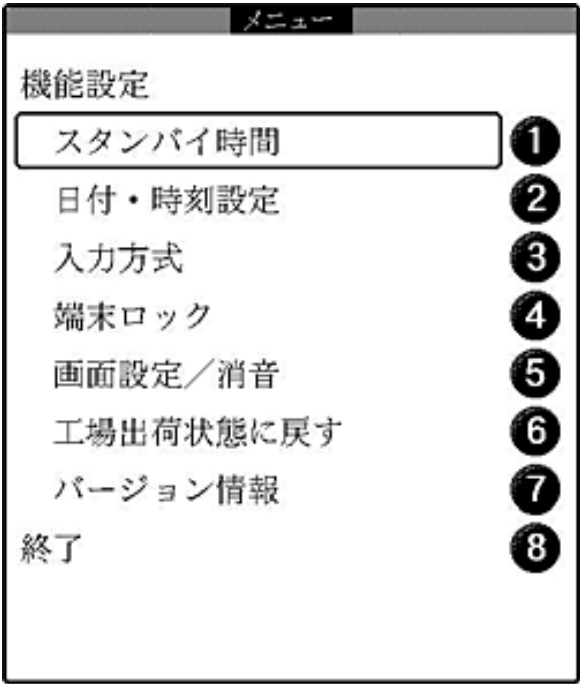 メニュー
機能設定
スタンバイ時間 1
日付・時刻設定 2
入力方式 3
端末ロック 4
画面設定／消音 5
工場出荷状態に戻す 6
バージョン情報 7
終了 8